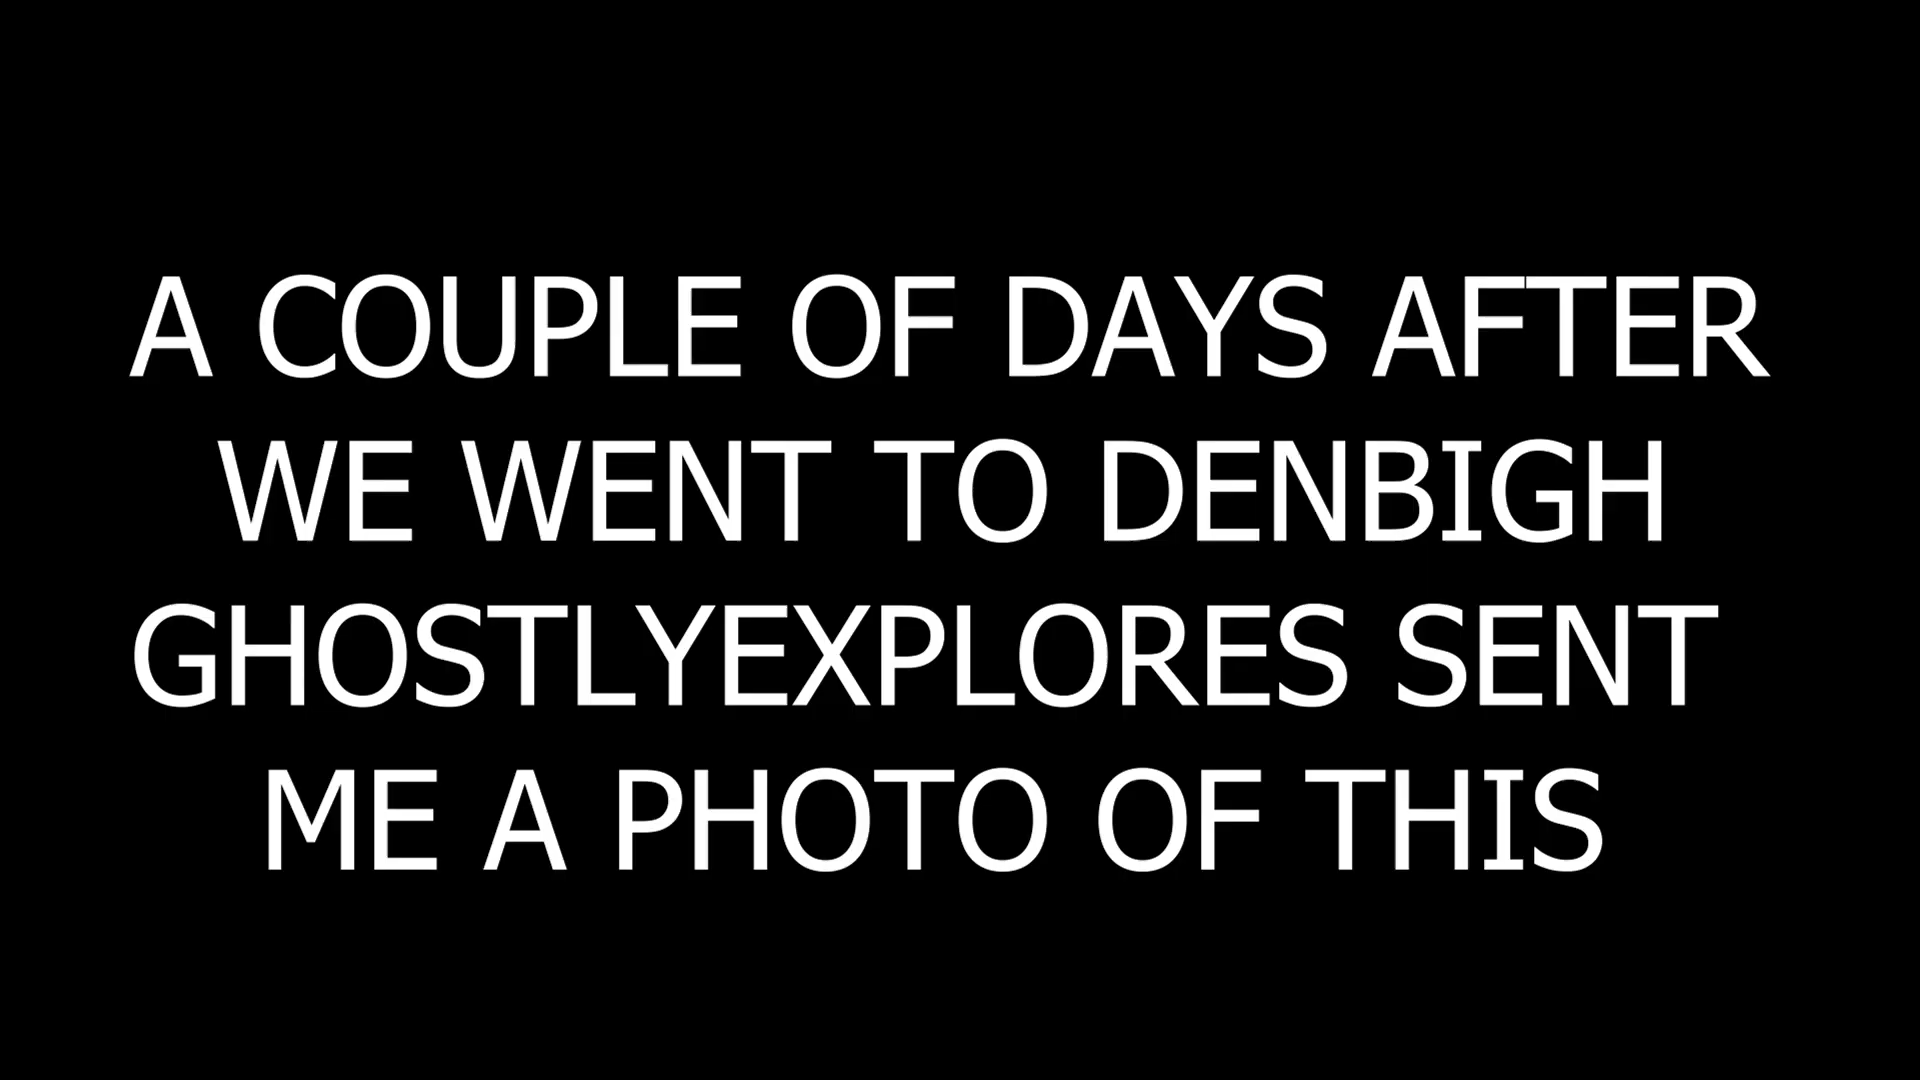 A COUPLE OF DAYS AFTER
WE WENT TO DENBIGH
GHOSTLYEXPLORES SENT
ME A PHOTO OF THIS